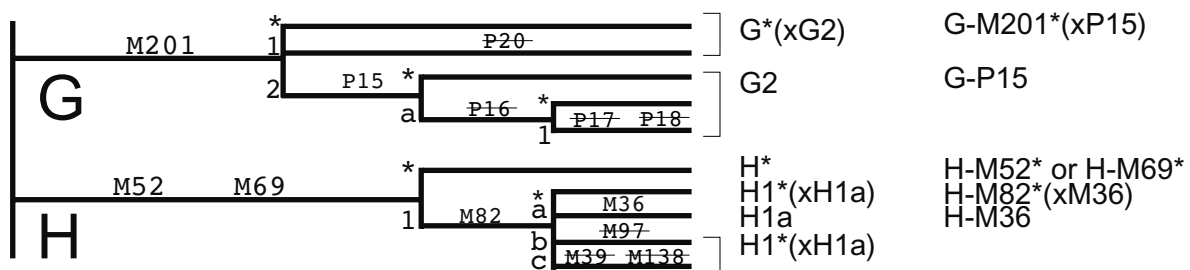 * G*(xG2) G-M201*(xP15)
M201 1 P20
G 2 P15 * G2 G-P15
a P16 *
1 P17 P18
* H* H-M52* or H-M69*
M52 M69 * H1*(xH1a) H-M82*(xM36)
H 1 M82 a M36 H1a H-M36
b M97 H1*(xH1a)
c M39 M138